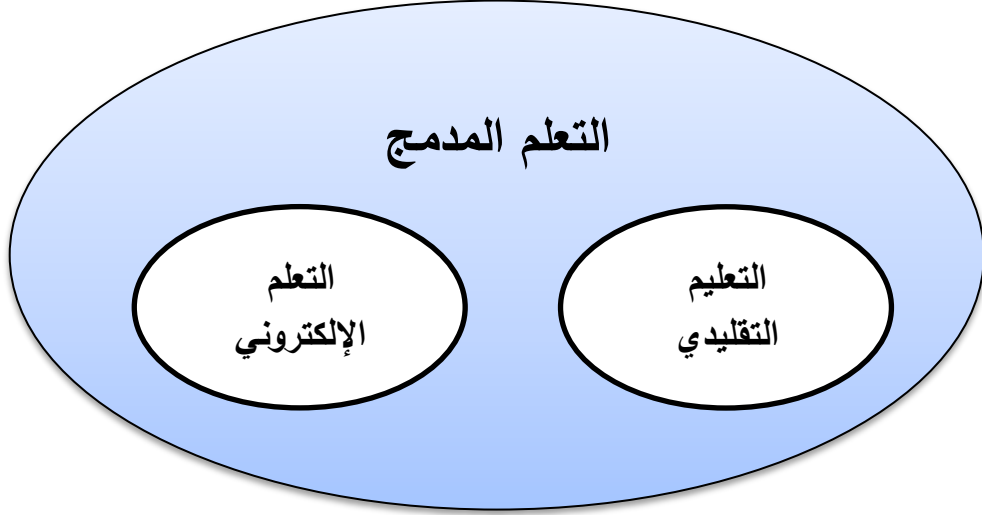 التعلم المدمج
التعليم
التقليدي
التعلم
الإلكتروني